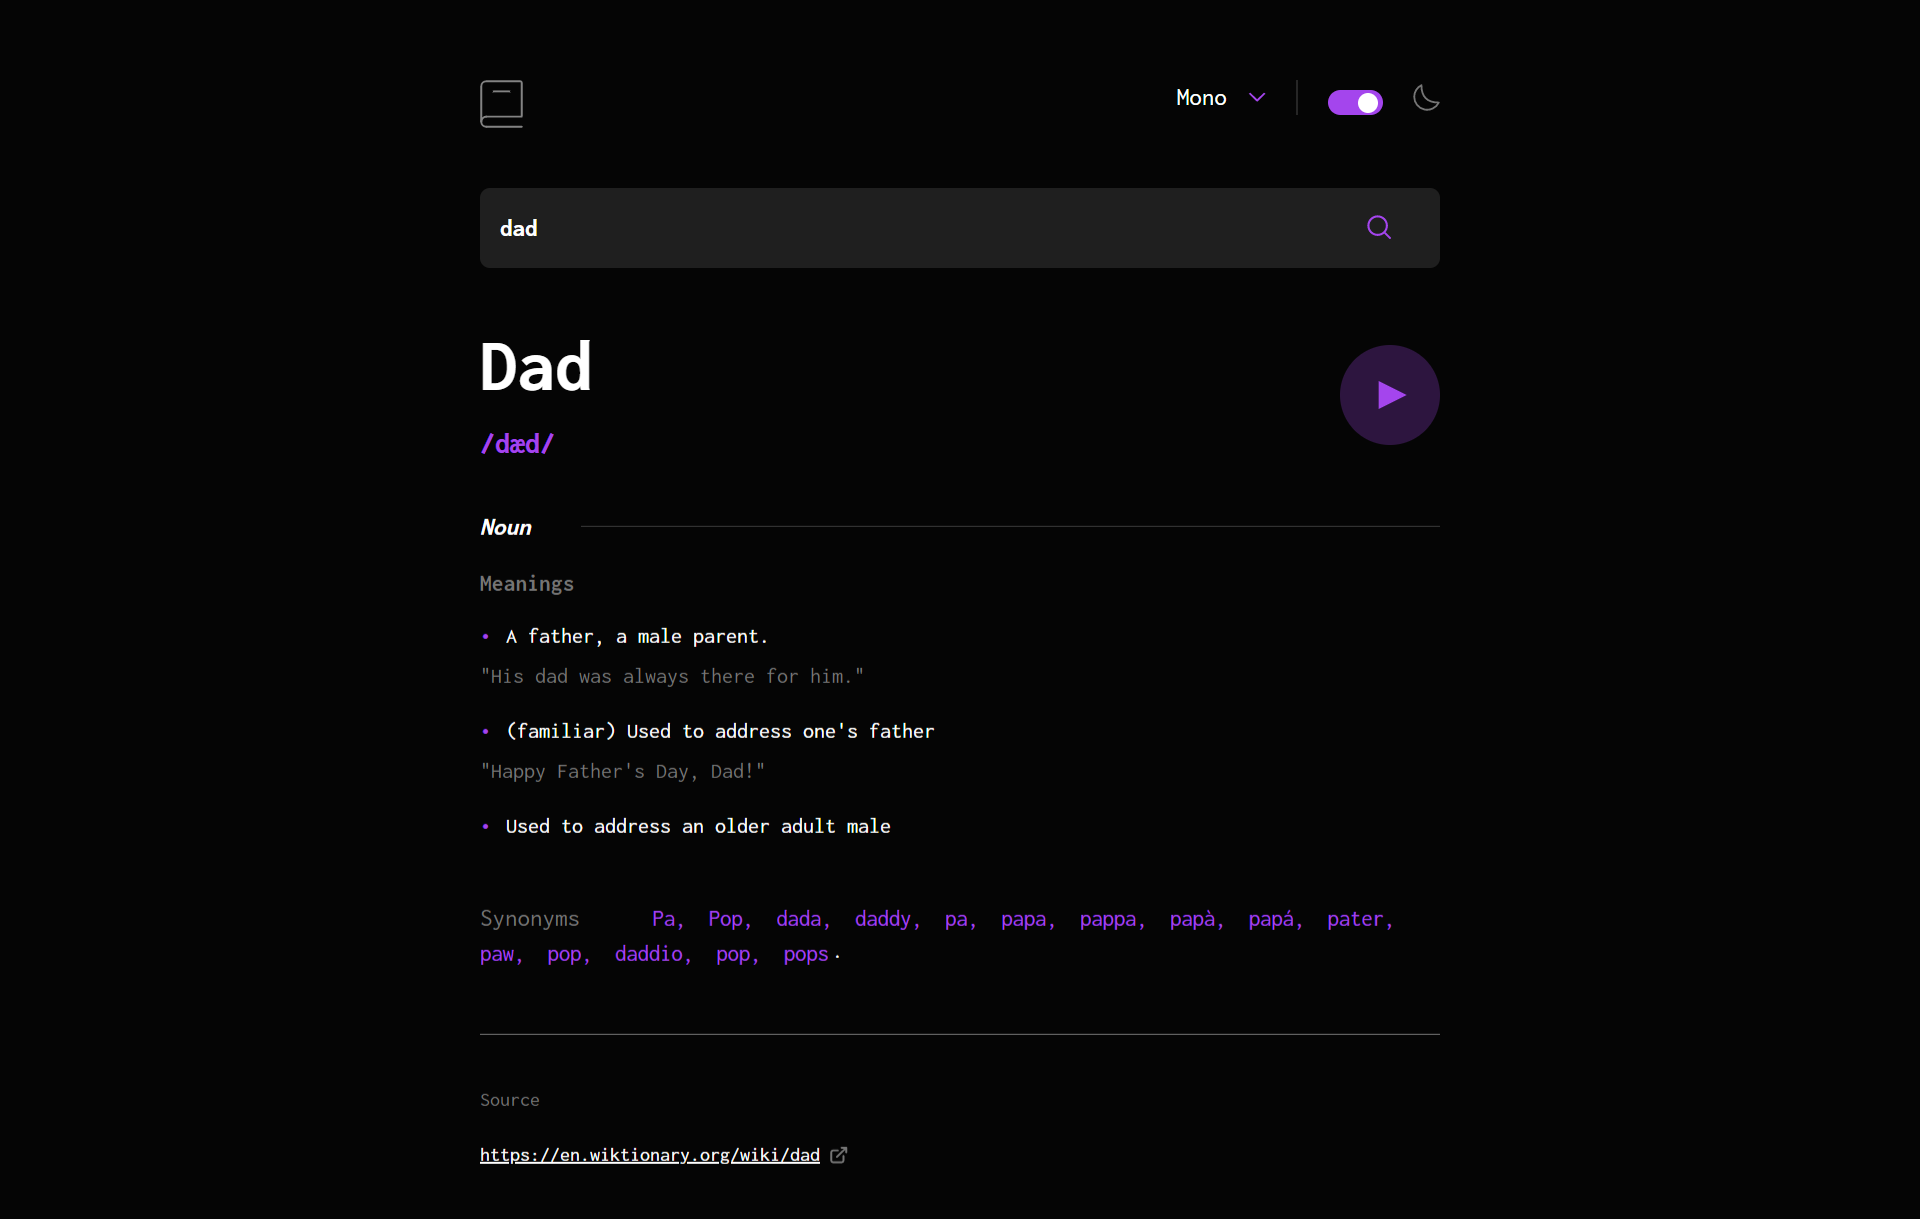 Mono
dad
Dad
/dæd/
Noun
Meanings
• A father, a male parent.
"His dad was always there for him."
• (familiar) Used to address one's father
"Happy Father's Day, Dad!"
• Used to address an older adult male
Synonyms Pa, Pop, dada, daddy, pa, papa, pappa, papà, papá, pater,
paw, pop, daddio, pop, pops.
Source
https://en.wiktionary.org/wiki/dad